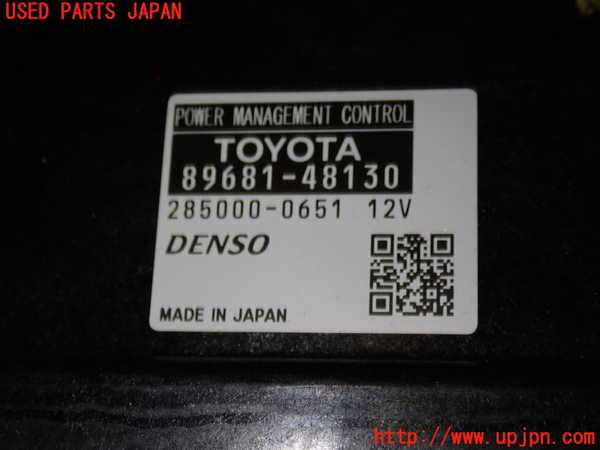 USED PARTS JAPAN
POWER MANAGEMENT CONTROL
TOYOTA
89681-48130
285000-0651 12V
DENSO
MADE IN JAPAN
http://www.upjpn.com/